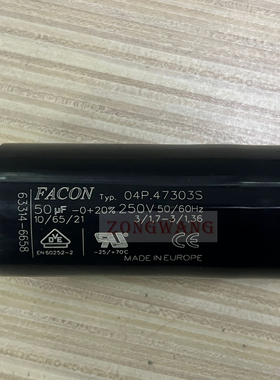 FACON Typ. 04P.47303S
50 µF -0+20% 250V 50/60Hz
10/65/21 3/1,7-3/1,36
ZONGWANG
EN 60252-2 -25/+70°C
MADE IN EUROPE
63314-6658